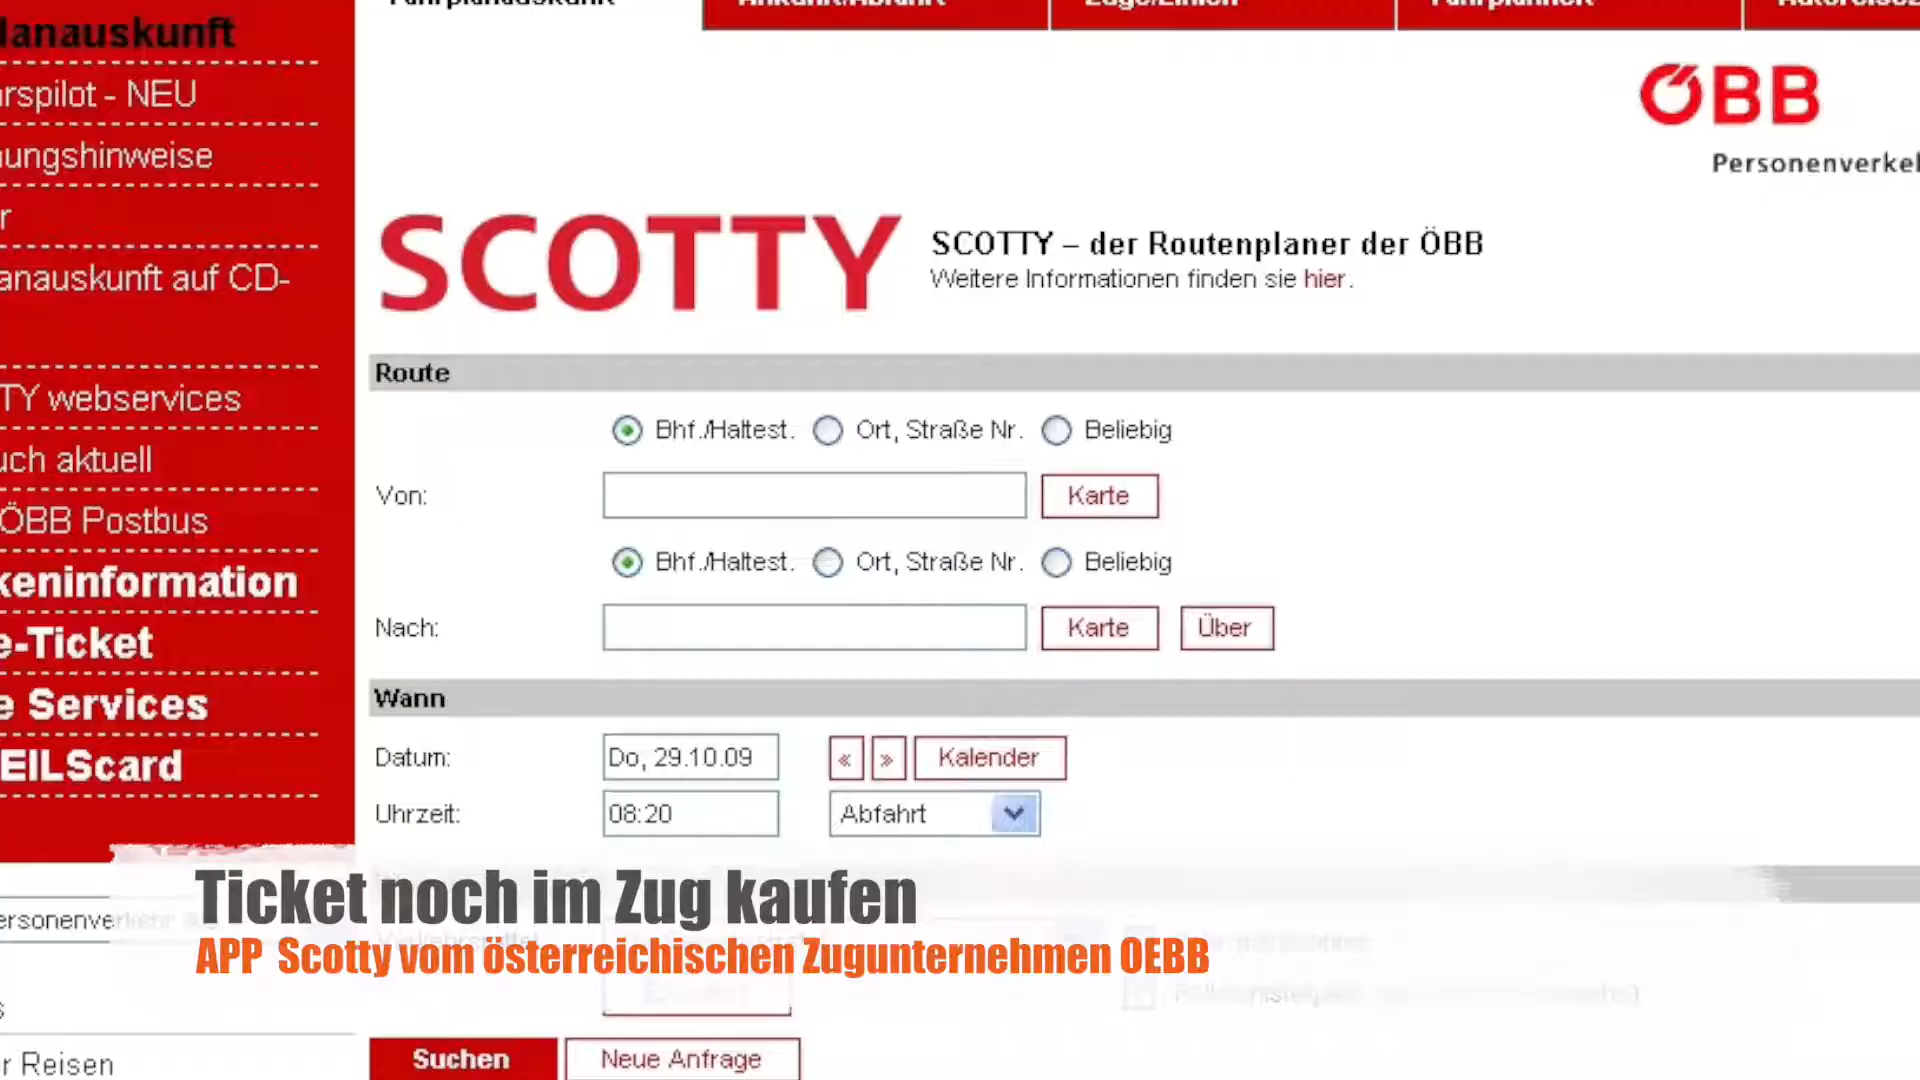 lanauskunft
rspilot - NEU
ungshinweise
r
anauskunft auf CD-
TY webservices
uch aktuell
ÖBB Postbus
keninformation
e-Ticket
e Services
EILScard
ersonenverkehr
r Reisen
ÖBB
Personenverkeh
SCOTTY
SCOTTY – der Routenplaner der ÖBB
Weitere Informationen finden sie hier.
Route
Bhf./Haltest. Ort, Straße Nr. Beliebig
Von: Karte
Bhf./Haltest. Ort, Straße Nr. Beliebig
Nach: Karte Über
Wann
Datum: Do, 29.10.09 « » Kalender
Uhrzeit: 08:20 Abfahrt
Ticket noch im Zug kaufen
APP Scotty vom österreichischen Zugunternehmen OEBB
Suchen Neue Anfrage